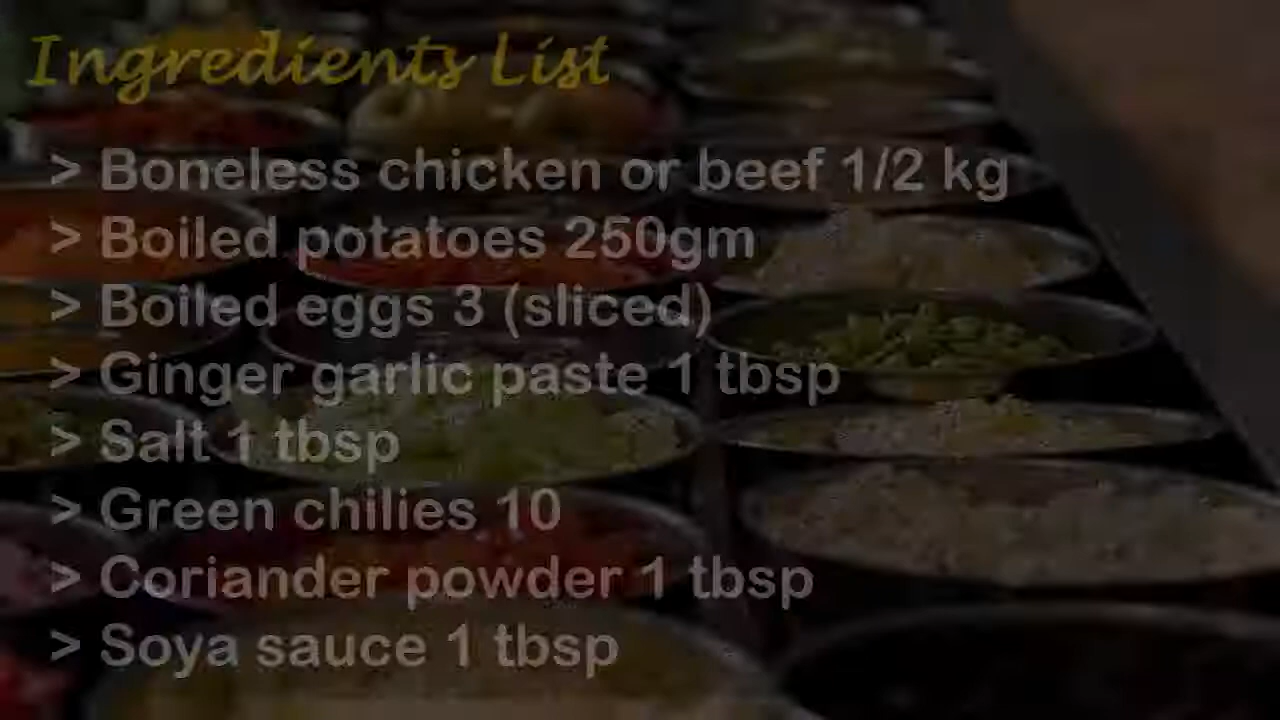 Ingredients List
> Boneless chicken or beef 1/2 kg
> Boiled potatoes 250gm
> Boiled eggs 3 (sliced)
> Ginger garlic paste 1 tbsp
> Salt 1 tbsp
> Green chilies 10
> Coriander powder 1 tbsp
> Soya sauce 1 tbsp